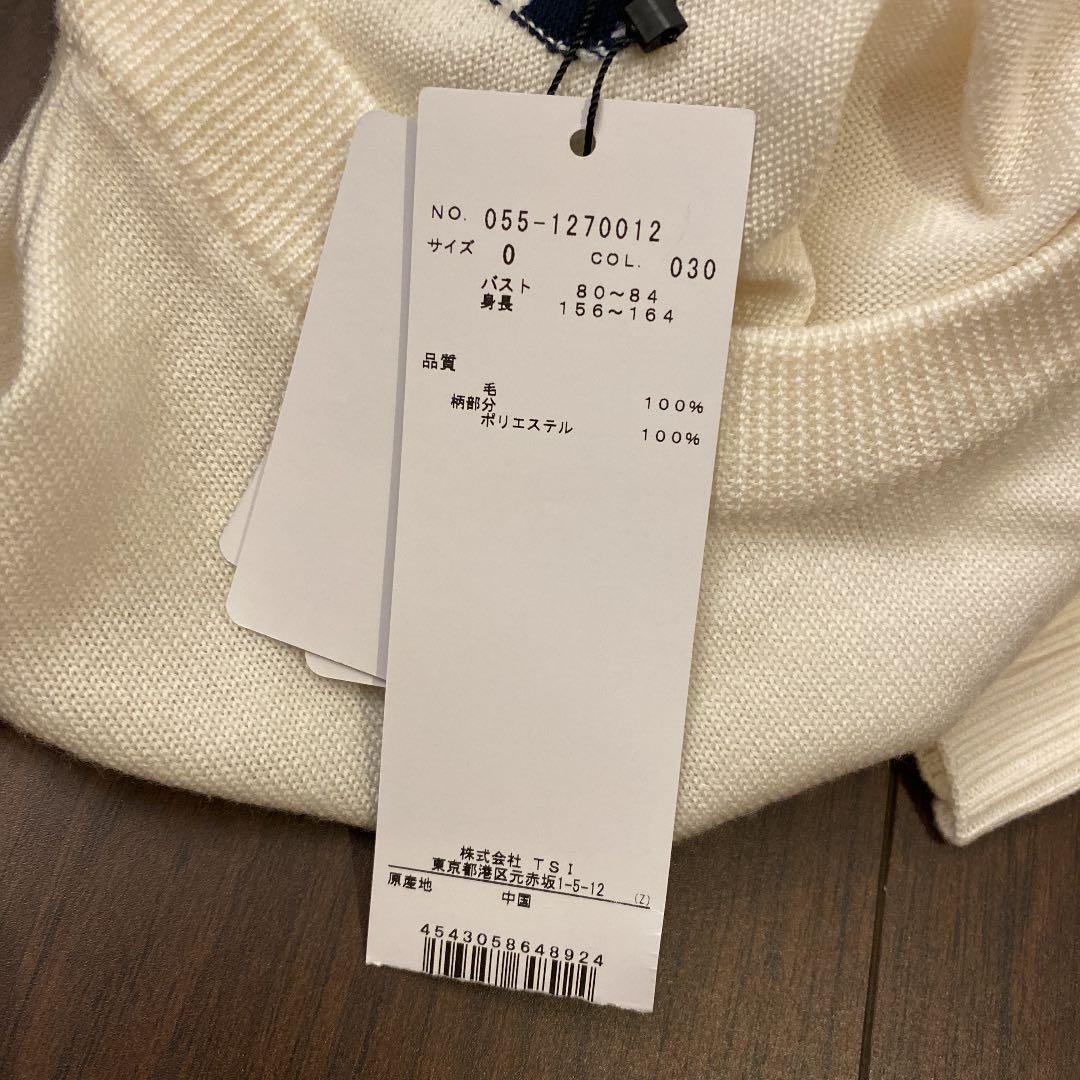 NO. 055-1270012
サイズ 0 COL. 030
バスト 80～84
身長 156～164
品質
毛 100%
柄部分
ポリエステル 100%
株式会社 TSI
東京都港区元赤坂1-5-12 (Z)
原産地 中国
4543058648924